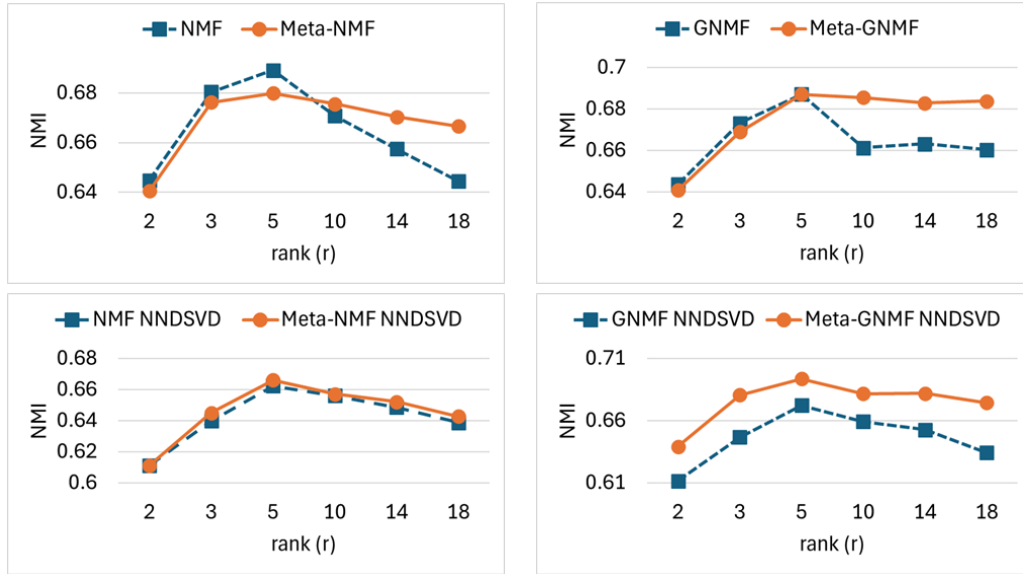 NMF Meta-NMF
NMI
0.68
0.66
0.64
2 3 5 10 14 18
rank (r)
GNMF Meta-GNMF
NMI
0.7
0.68
0.66
0.64
2 3 5 10 14 18
rank (r)
NMF NNDSVD Meta-NMF NNDSVD
NMI
0.68
0.66
0.64
0.62
0.6
2 3 5 10 14 18
rank (r)
GNMF NNDSVD Meta-GNMF NNDSVD
NMI
0.71
0.66
0.61
2 3 5 10 14 18
rank (r)